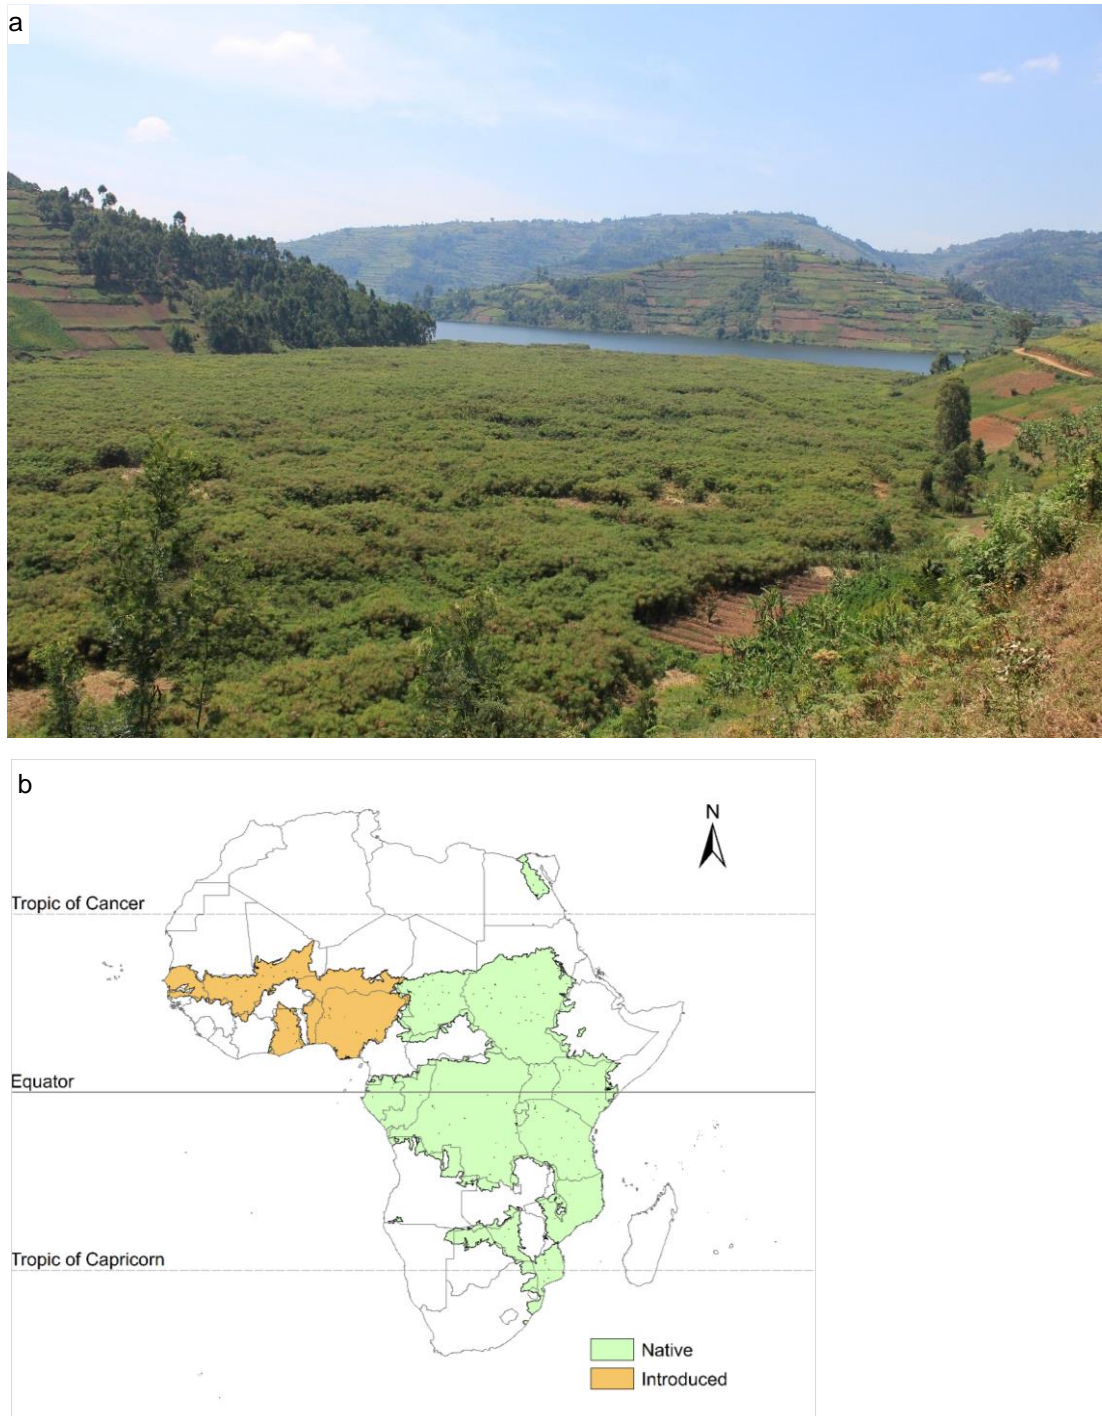 a
b
N
Tropic of Cancer
Equator
Tropic of Capricorn
Native
Introduced